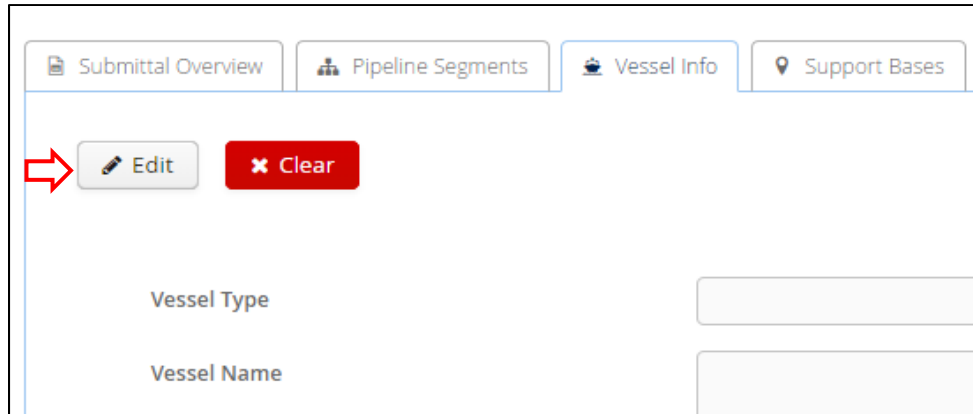 Submittal Overview Pipeline Segments Vessel Info Support Bases
Edit Clear
Vessel Type
Vessel Name